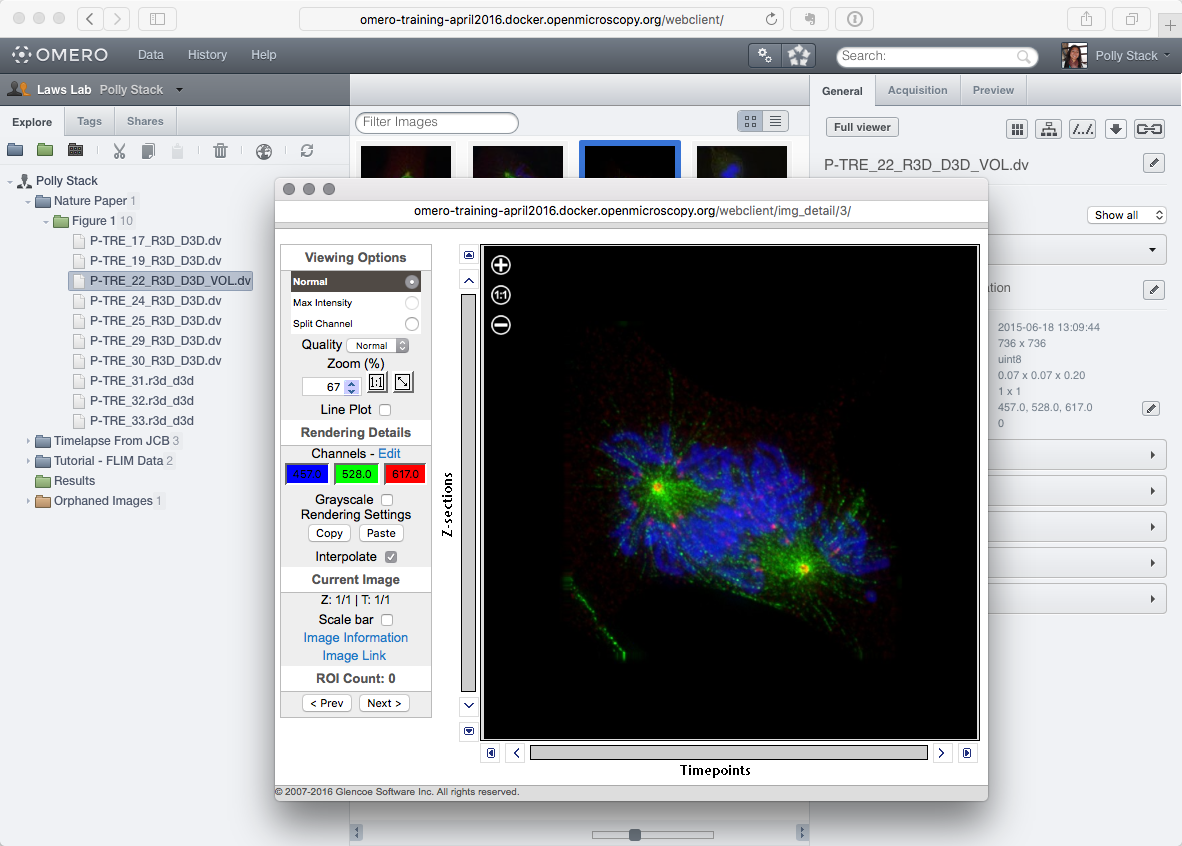 omero-training-april2016.docker.openmicroscopy.org/webclient/
OMERO Data History Help
Search:
Polly Stack
Laws Lab Polly Stack
Explore Tags Shares
Polly Stack
Nature Paper 1
Figure 1 10
P-TRE_17_R3D_D3D.dv
P-TRE_19_R3D_D3D.dv
P-TRE_22_R3D_D3D_VOL.dv
P-TRE_24_R3D_D3D.dv
P-TRE_25_R3D_D3D.dv
P-TRE_29_R3D_D3D.dv
P-TRE_30_R3D_D3D.dv
P-TRE_31.r3d_d3d
P-TRE_32.r3d_d3d
P-TRE_33.r3d_d3d
Timelapse From JCB 3
Tutorial - FLIM Data 2
Results
Orphaned Images 1
Filter Images
omero-training-april2016.docker.openmicroscopy.org/webclient/img_detail/3/
Viewing Options
Normal
Max Intensity
Split Channel
Quality Normal
Zoom (%)
67 1:1
Line Plot
Rendering Details
Channels - Edit
457.0 528.0 617.0
Grayscale
Rendering Settings
Copy Paste
Interpolate
Current Image
Z: 1/1 | T: 1/1
Scale bar
Image Information
Image Link
ROI Count: 0
< Prev Next >
Z-sections
1:1
Timepoints
© 2007-2016 Glencoe Software Inc. All rights reserved.
General Acquisition Preview
Full viewer
P-TRE_22_R3D_D3D_VOL.dv
Show all
2015-06-18 13:09:44
736 x 736
uint8
0.07 x 0.07 x 0.20
1 x 1
457.0, 528.0, 617.0
0